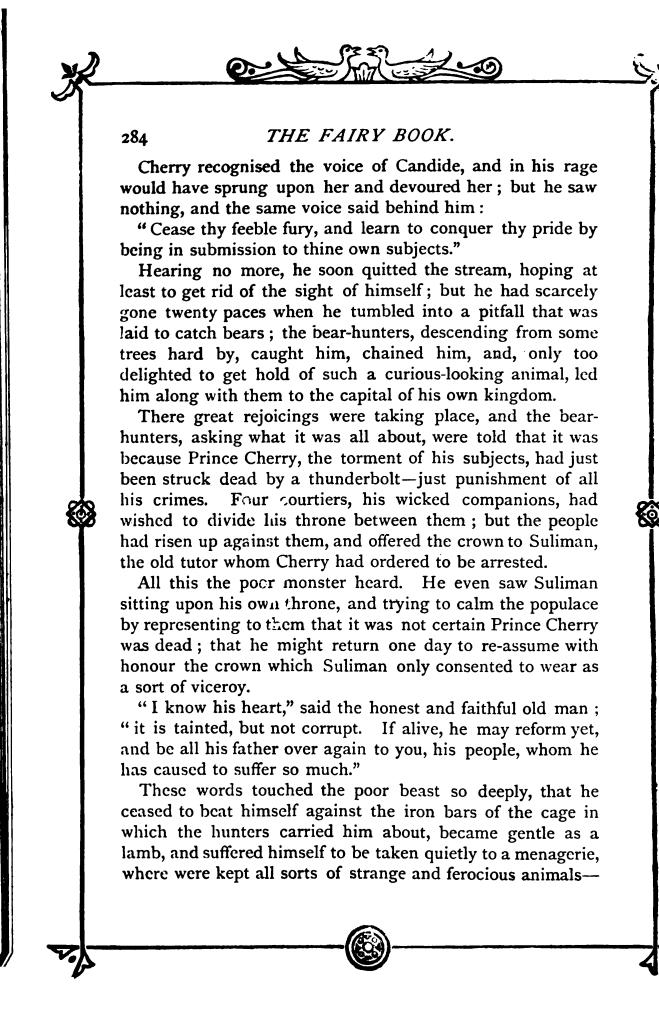 284 THE FAIRY BOOK.
Cherry recognised the voice of Candide, and in his rage
would have sprung upon her and devoured her ; but he saw
nothing, and the same voice said behind him :
“ Cease thy feeble fury, and learn to conquer thy pride by
being in submission to thine own subjects.”
Hearing no more, he soon quitted the stream, hoping at
least to get rid of the sight of himself ; but he had scarcely
gone twenty paces when he tumbled into a pitfall that was
laid to catch bears ; the bear-hunters, descending from some
trees hard by, caught him, chained him, and, only too
delighted to get hold of such a curious-looking animal, led
him along with them to the capital of his own kingdom.
There great rejoicings were taking place, and the bear-
hunters, asking what it was all about, were told that it was
because Prince Cherry, the torment of his subjects, had just
been struck dead by a thunderbolt—just punishment of all
his crimes. Four courtiers, his wicked companions, had
wished to divide his throne between them ; but the people
had risen up against them, and offered the crown to Suliman,
the old tutor whom Cherry had ordered to be arrested.
All this the poor monster heard. He even saw Suliman
sitting upon his own throne, and trying to calm the populace
by representing to them that it was not certain Prince Cherry
was dead ; that he might return one day to re-assume with
honour the crown which Suliman only consented to wear as
a sort of viceroy.
“ I know his heart,” said the honest and faithful old man ;
“ it is tainted, but not corrupt. If alive, he may reform yet,
and be all his father over again to you, his people, whom he
has caused to suffer so much.”
These words touched the poor beast so deeply, that he
ceased to beat himself against the iron bars of the cage in
which the hunters carried him about, became gentle as a
lamb, and suffered himself to be taken quietly to a menagerie,
where were kept all sorts of strange and ferocious animals—